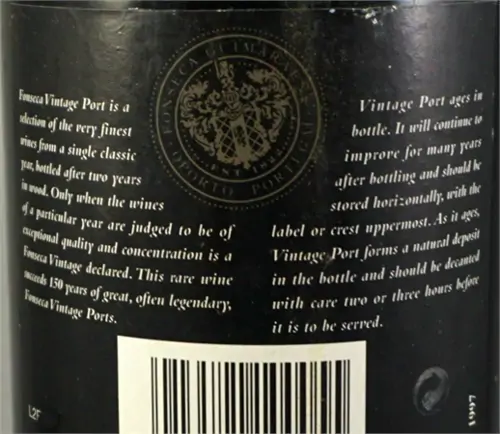 FONSECA GUIMARAENS
EST 1822
OPORTO, PORTUGAL
Fonseca Vintage Port is a
selection of the very finest
wines from a single classic
year, bottled after two years
in wood. Only when the wines
of a particular year are judged to be of
exceptional quality and concentration is a
Fonseca Vintage declared. This rare wine
succeeds 150 years of great, often legendary,
Fonseca Vintage Ports.
Vintage Port ages in
bottle. It will continue to
improve for many years
after bottling and should be
stored horizontally, with the
label or crest uppermost. As it ages,
Vintage Port forms a natural deposit
in the bottle and should be decanted
with care two or three hours before
it is to be served.
1997